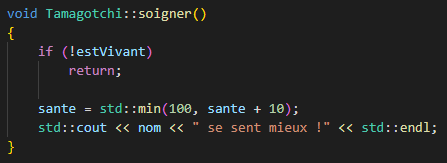 void Tamagotchi::soigner()
{
    if (!estVivant)
        return;

    sante = std::min(100, sante + 10);
    std::cout << nom << " se sent mieux !" << std::endl;
}